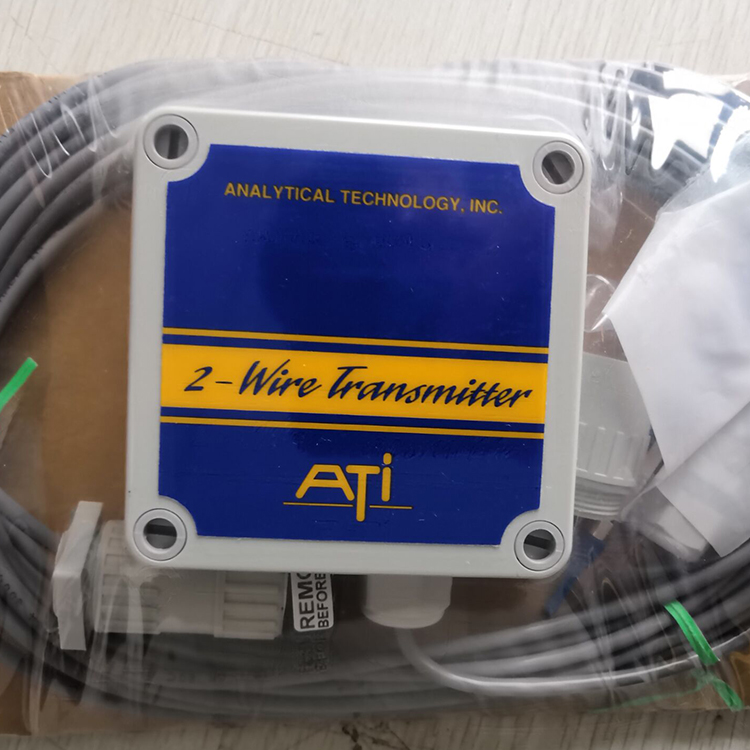 ANALYTICAL TECHNOLOGY, INC.
2-Wire Transmitter
ATi
REMO
BEFORE